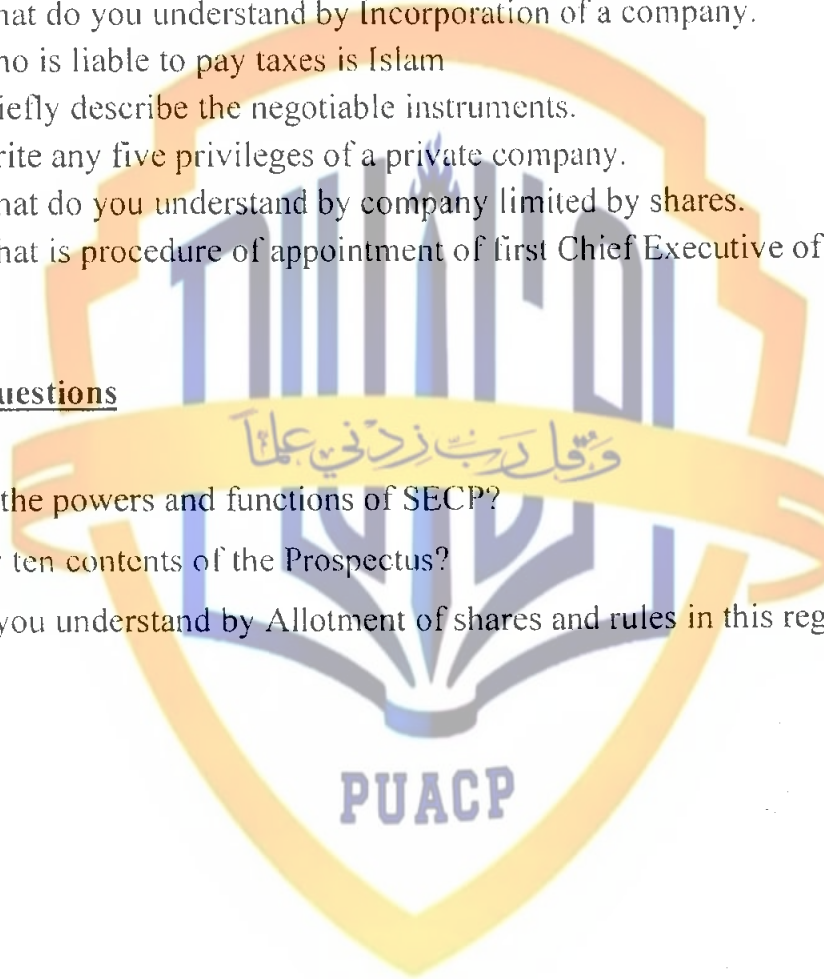 hat do you understand by Incorporation of a company.
ho is liable to pay taxes is Islam
iefly describe the negotiable instruments.
rite any five privileges of a private company.
hat do you understand by company limited by shares.
hat is procedure of appointment of first Chief Executive of
uestions
وَقُل رَبِّ زِدْنِي عِلْمًا
the powers and functions of SECP?
ten contents of the Prospectus?
you understand by Allotment of shares and rules in this reg
PUACP